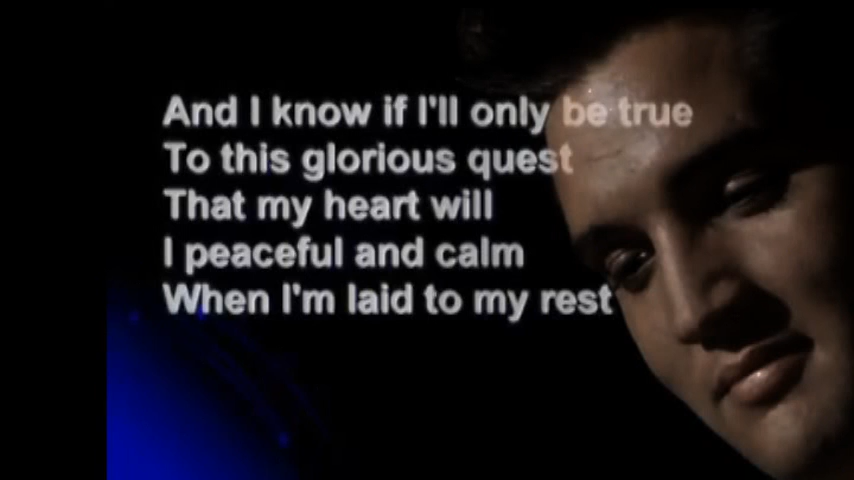 And I know if I'll only be true
To this glorious quest
That my heart will
I peaceful and calm
When I'm laid to my rest